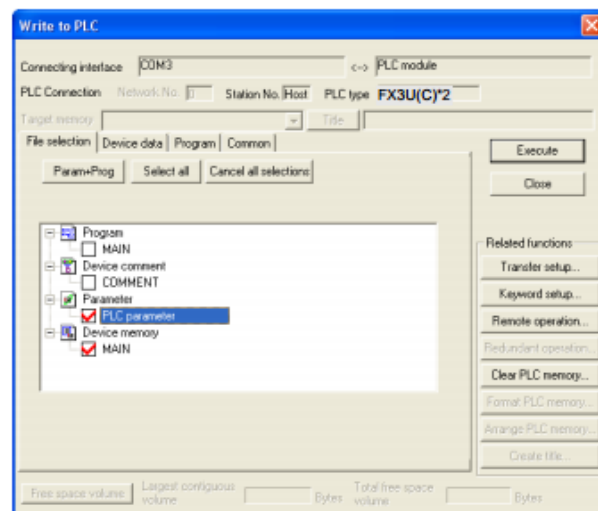 Write to PLC
Connecting interface COM3 <-> PLC module
PLC Connection Network No. 0 Station No. Host PLC type FX3U(C)*2
Target memory Title
File selection Device data Program Common
Param+Prog Select all Cancel all selections
Execute
Close
Program
MAIN
Device comment
COMMENT
Parameter
PLC parameter
Device memory
MAIN
Related functions
Transfer setup...
Keyword setup...
Remote operation...
Redundant operation...
Clear PLC memory...
Format PLC memory...
Arrange PLC memory...
Create title...
Free space volume Largest contiguous volume Bytes Total free space volume Bytes